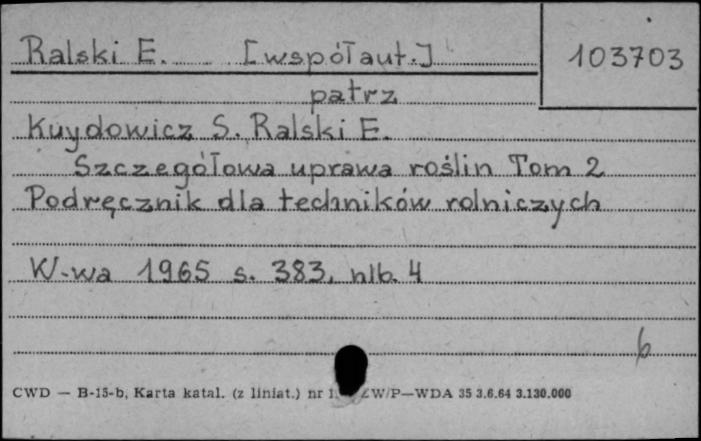 Ralski E. [współaut.] 103703
patrz
Kuydowicz S. Ralski E.
Szczegółowa uprawa roślin Tom 2
Podręcznik dla techników rolniczych
W-wa 1965 s. 383, nlb. 4
b
CWD — B-15-b, Karta katal. (z liniat.) nr ZW/P—WDA 35 3.6.64 3.130.000